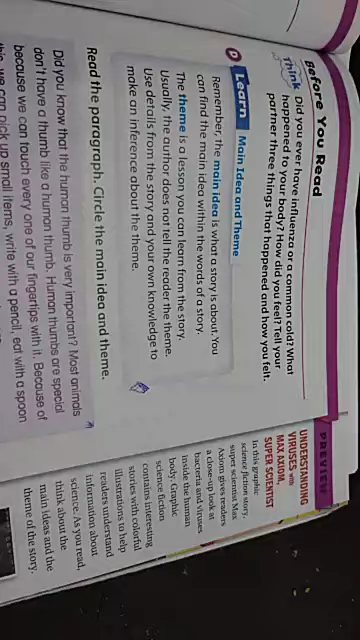 Before You Read
Think Did you ever have influenza or a common cold? What
happened to your body? How did you feel? Tell your
partner three things that happened and how you felt.
D Learn Main Idea and Theme
Remember, the main idea is what a story is about. You
can find the main idea within the words of a story.
The theme is a lesson you can learn from the story.
Usually, the author does not tell the reader the theme.
Use details from the story and your own knowledge to
make an inference about the theme.
Read the paragraph. Circle the main idea and theme.
Did you know that the human thumb is very important? Most animals
don't have a thumb like a human thumb. Human thumbs are special
because we can touch every one of our fingertips with it. Because of
this, we can pick up small items, write with a pencil, eat with a spoon
PREVIEW
UNDERSTANDING
VIRUSES with
MAX AXIOM,
SUPER SCIENTIST
In this graphic
science fiction story,
super scientist Max
Axiom gives readers
a close-up look at
bacteria and viruses
inside the human
body. Graphic
science fiction
contains interesting
stories with colorful
illustrations to help
readers understand
information about
science. As you read,
think about the
main ideas and the
theme of the story.